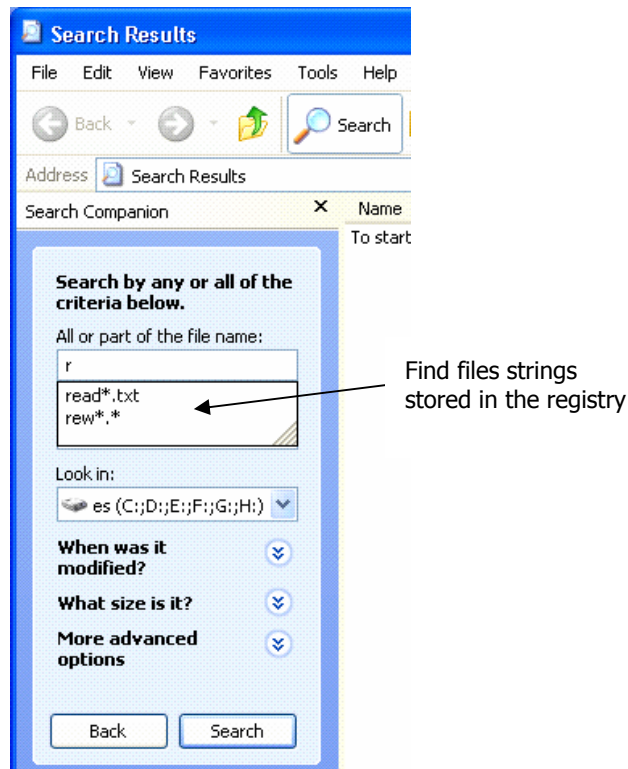 Search Results
File Edit View Favorites Tools Help
Back Search
Address Search Results
Search Companion × Name
To start
Search by any or all of the
criteria below.
All or part of the file name:
r
read*.txt
rew*.*
Find files strings
stored in the registry
Look in:
es (C:;D:;E:;F:;G:;H:)
When was it
modified?
What size is it?
More advanced
options
Back Search